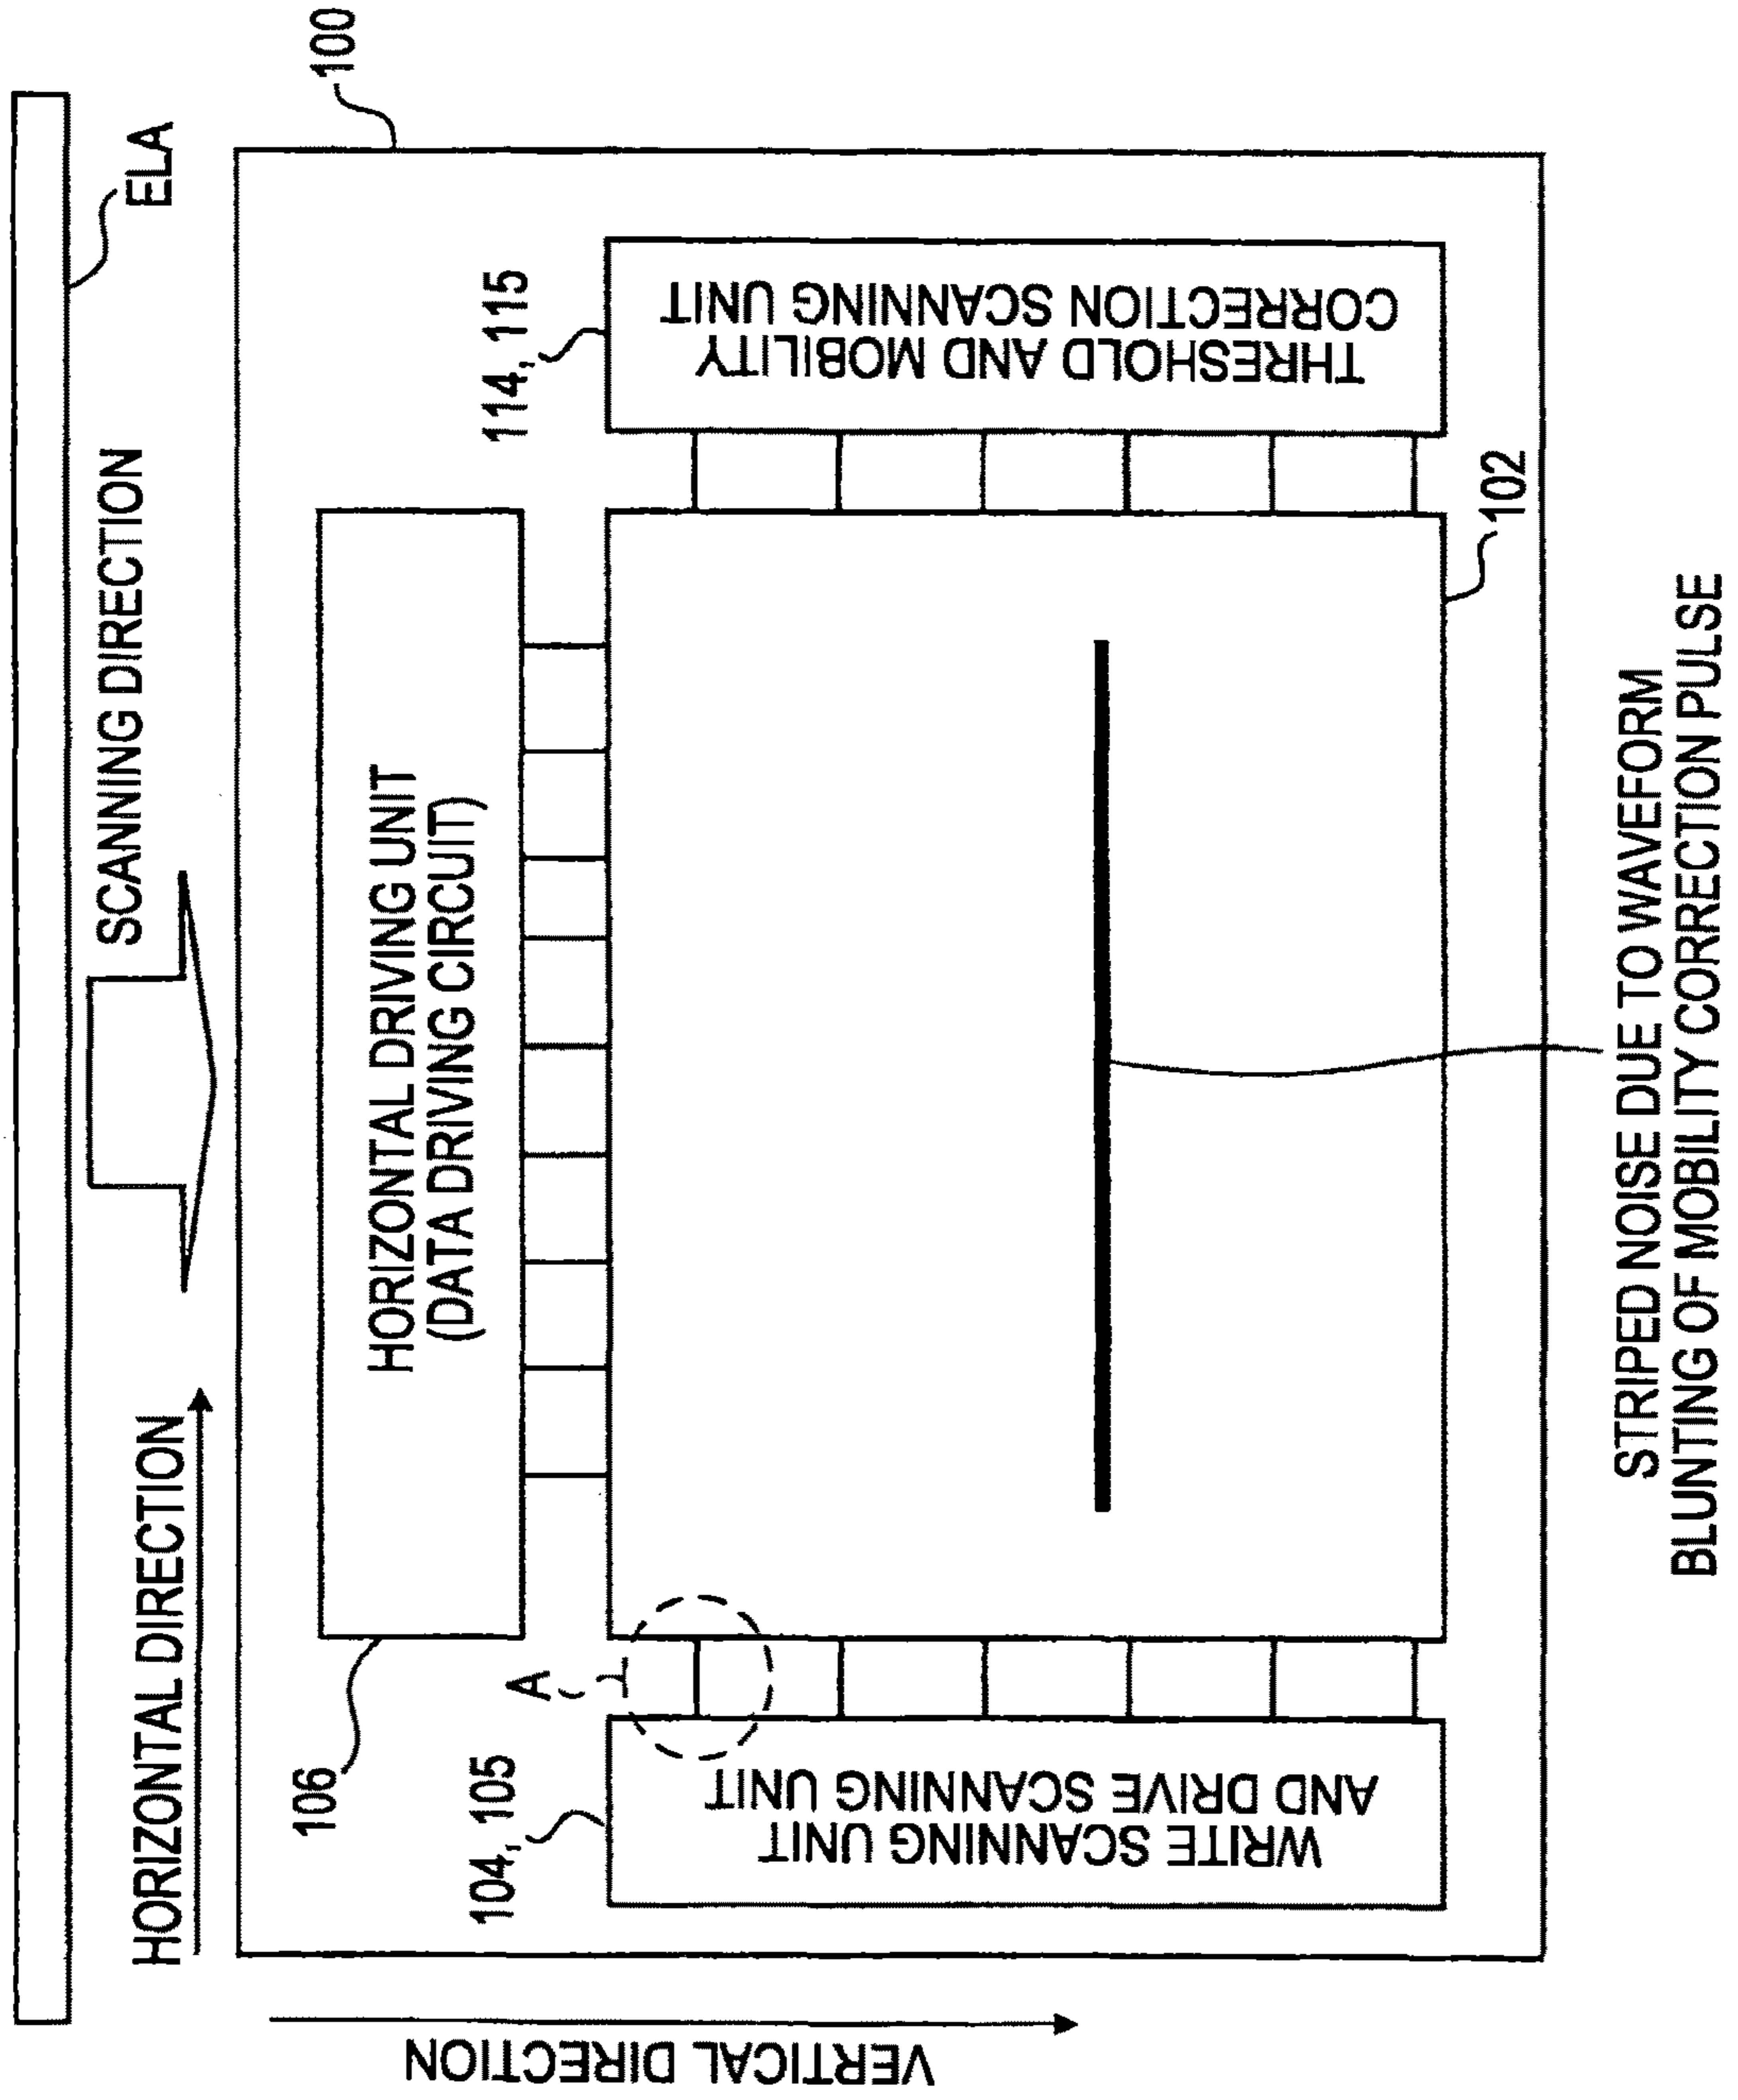 ELA
SCANNING DIRECTION
HORIZONTAL DIRECTION
100
VERTICAL DIRECTION
106
HORIZONTAL DRIVING UNIT
(DATA DRIVING CIRCUIT)
A
104, 105
WRITE SCANNING UNIT
AND DRIVE SCANNING UNIT
114, 115
THRESHOLD AND MOBILITY
CORRECTION SCANNING UNIT
102
STRIPED NOISE DUE TO WAVEFORM
BLUNTING OF MOBILITY CORRECTION PULSE